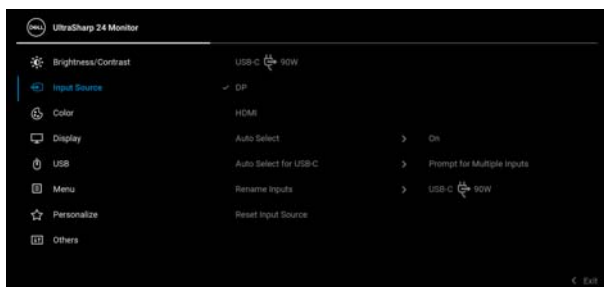 DELL UltraSharp 24 Monitor
Brightness/Contrast USB-C 90W
Input Source DP
Color HDMI
Display Auto Select On
USB Auto Select for USB-C Prompt for Multiple Inputs
Menu Rename Inputs USB-C 90W
Personalize Reset Input Source
Others
Exit